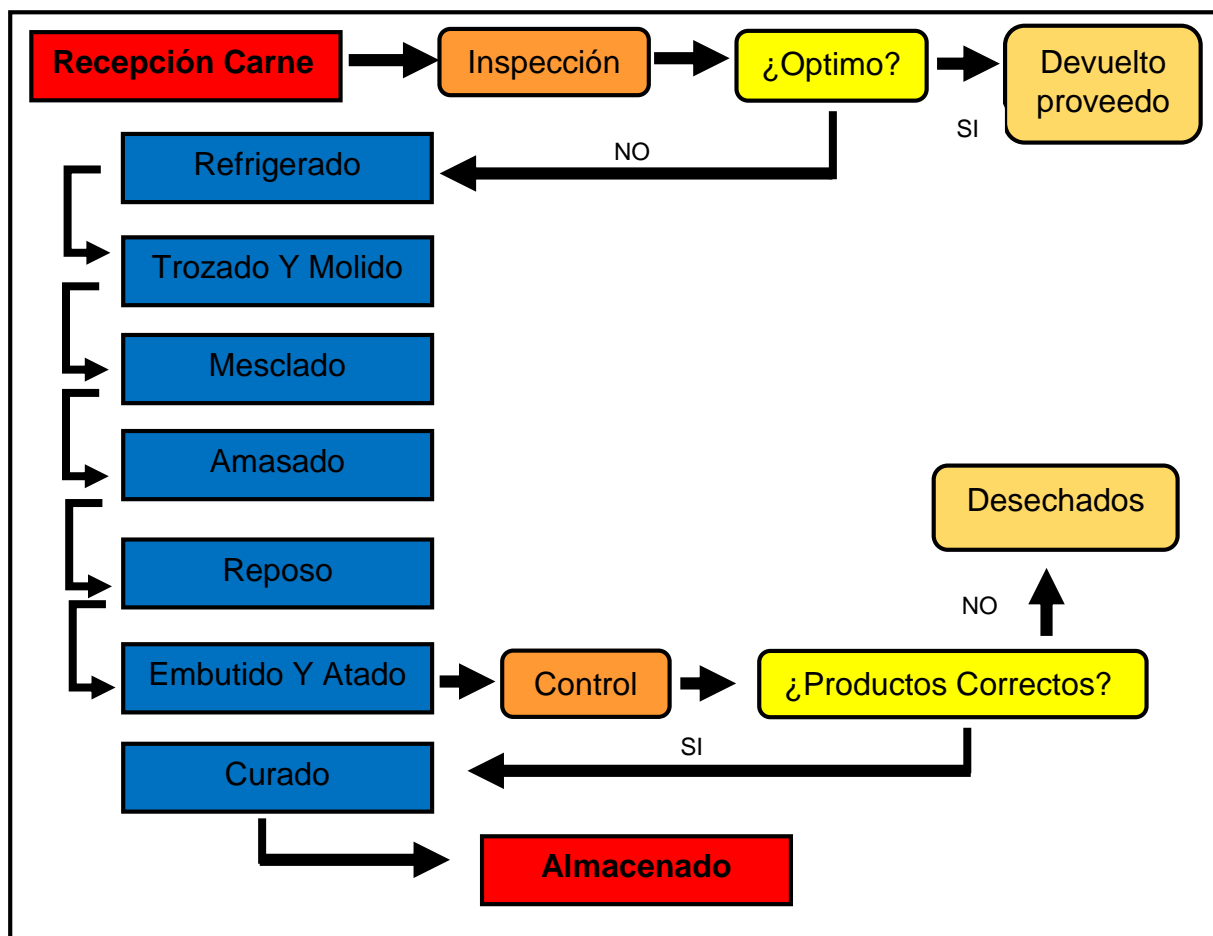 Recepción Carne
Inspección
¿Optimo?
Devuelto
proveedo
SI
NO
Refrigerado
Trozado Y Molido
Mesclado
Amasado
Desechados
Reposo
NO
Embutido Y Atado
Control
¿Productos Correctos?
SI
Curado
Almacenado